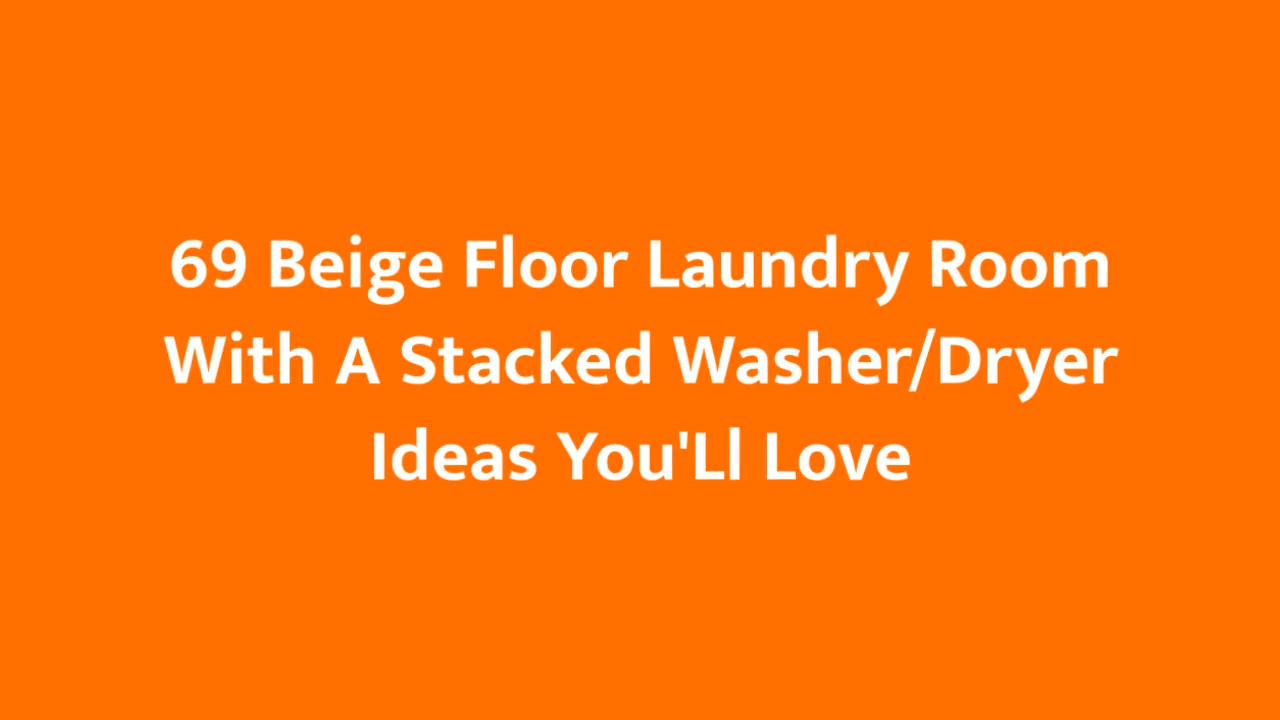 69 Beige Floor Laundry Room
With A Stacked Washer/Dryer
Ideas You'Ll Love